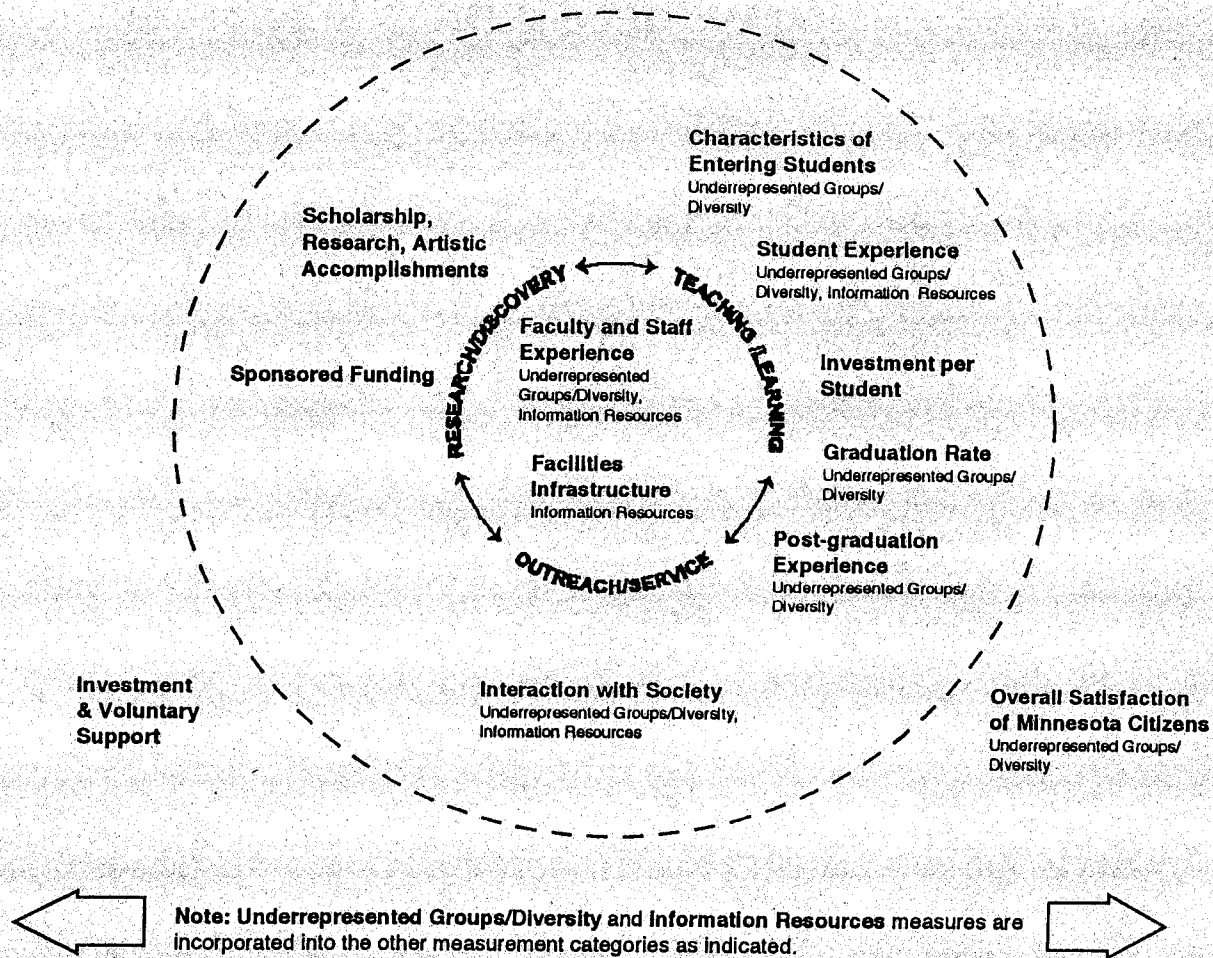 Characteristics of
Entering Students
Underrepresented Groups/
Diversity
Scholarship,
Research, Artistic
Accomplishments
Student Experience
Underrepresented Groups/
Diversity, Information Resources
RESEARCH/DISCOVERY
TEACHING/LEARNING
Faculty and Staff
Experience
Underrepresented
Groups/Diversity,
Information Resources
Sponsored Funding
Investment per
Student
Facilities
Infrastructure
Information Resources
Graduation Rate
Underrepresented Groups/
Diversity
OUTREACH/SERVICE
Post-graduation
Experience
Underrepresented Groups/
Diversity
Investment
& Voluntary
Support
Interaction with Society
Underrepresented Groups/Diversity,
Information Resources
Overall Satisfaction
of Minnesota Citizens
Underrepresented Groups/
Diversity
Note: Underrepresented Groups/Diversity and Information Resources measures are
incorporated into the other measurement categories as indicated.